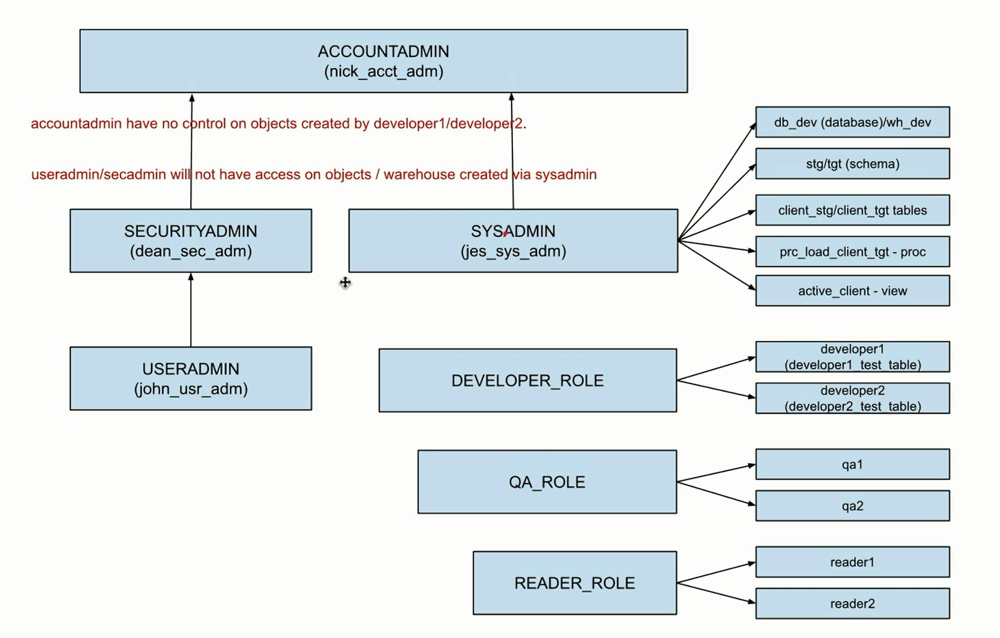 ACCOUNTADMIN
(nick_acct_adm)
accountadmin have no control on objects created by developer1/developer2.
useradmin/secadmin will not have access on objects / warehouse created via sysadmin
SECURITYADMIN
(dean_sec_adm)
SYSADMIN
(jes_sys_adm)
db_dev (database)/wh_dev
stg/tgt (schema)
client_stg/client_tgt tables
prc_load_client_tgt - proc
active_client - view
USERADMIN
(john_usr_adm)
DEVELOPER_ROLE
developer1
(developer1_test_table)
developer2
(developer2_test_table)
QA_ROLE
qa1
qa2
READER_ROLE
reader1
reader2